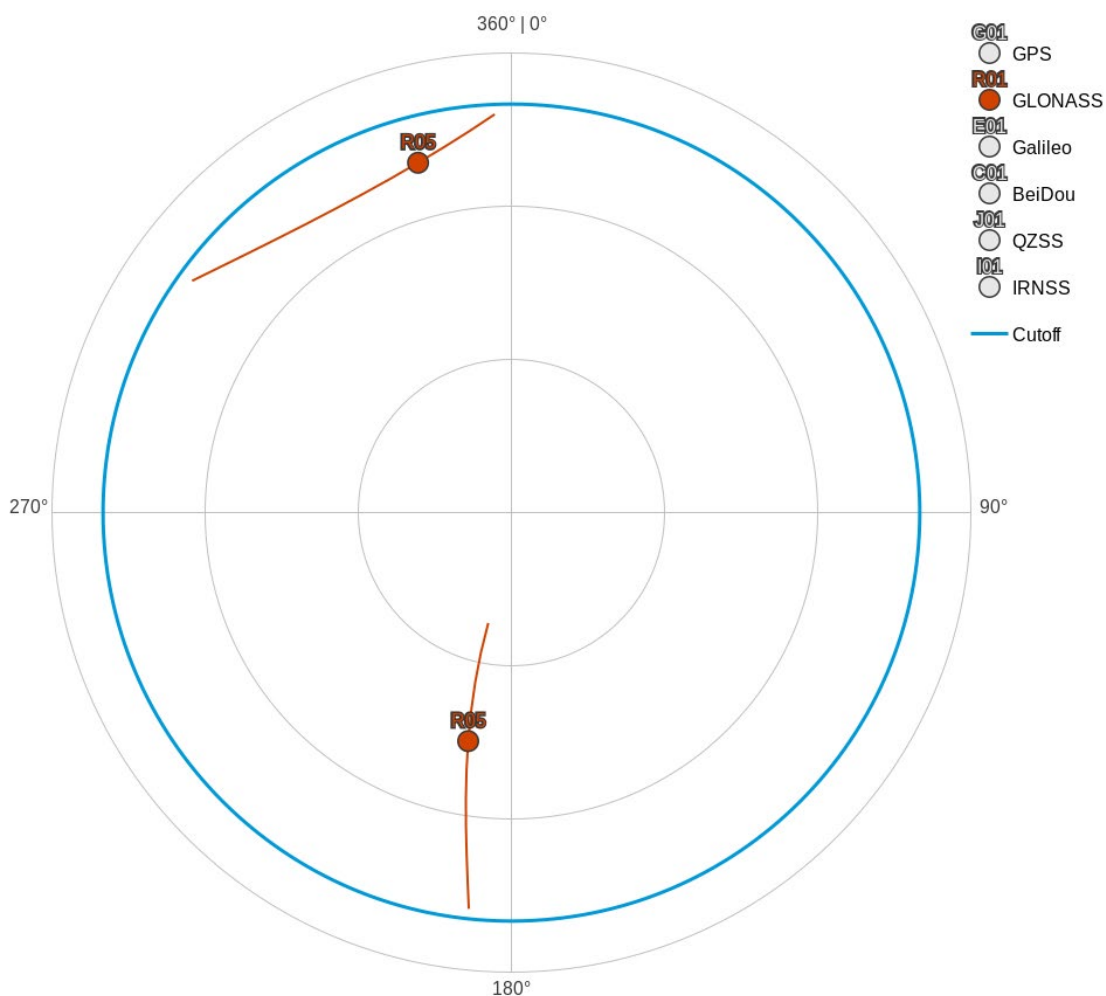 360° | 0°
G01
GPS
R01
GLONASS
E01
Galileo
C01
BeiDou
J01
QZSS
I01
IRNSS
Cutoff
R05
270°
90°
R05
180°